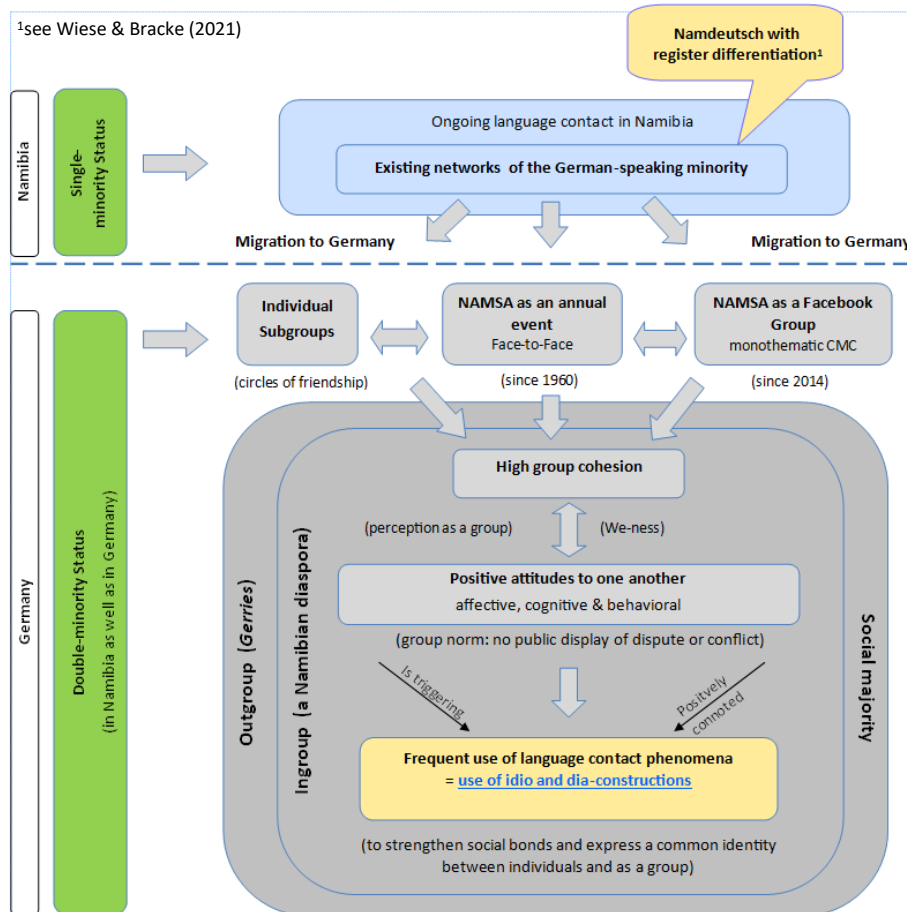 ¹see Wiese & Bracke (2021)
Namdeutsch with
register differentiation¹
Namibia
Single-
minority Status
Ongoing language contact in Namibia
Existing networks of the German-speaking minority
Migration to Germany
Migration to Germany
Germany
Double-minority Status
(in Namibia as well as in Germany)
Individual
Subgroups
(circles of friendship)
NAMSA as an annual
event
Face-to-Face
(since 1960)
NAMSA as a Facebook
Group
monothematic CMC
(since 2014)
Outgroup (Gerries)
Ingroup (a Namibian diaspora)
Social majority
High group cohesion
(perception as a group)
(We-ness)
Positive attitudes to one another
affective, cognitive & behavioral
(group norm: no public display of dispute or conflict)
Is triggering
Positvely
connoted
Frequent use of language contact phenomena
= use of idio and dia-constructions
(to strengthen social bonds and express a common identity
between individuals and as a group)